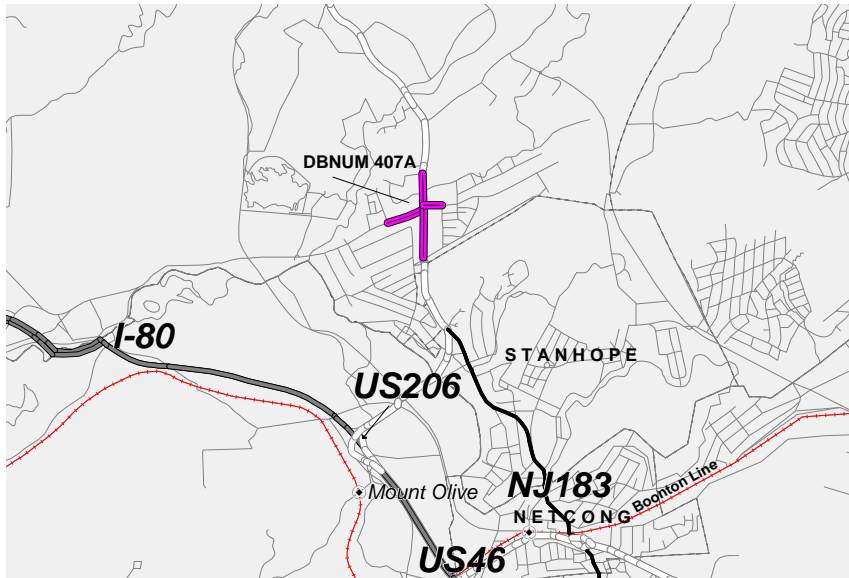 DBNUM 407A
I-80
STANHOPE
US206
Mount Olive
NJ183
Boonton Line
NETCONG
US46